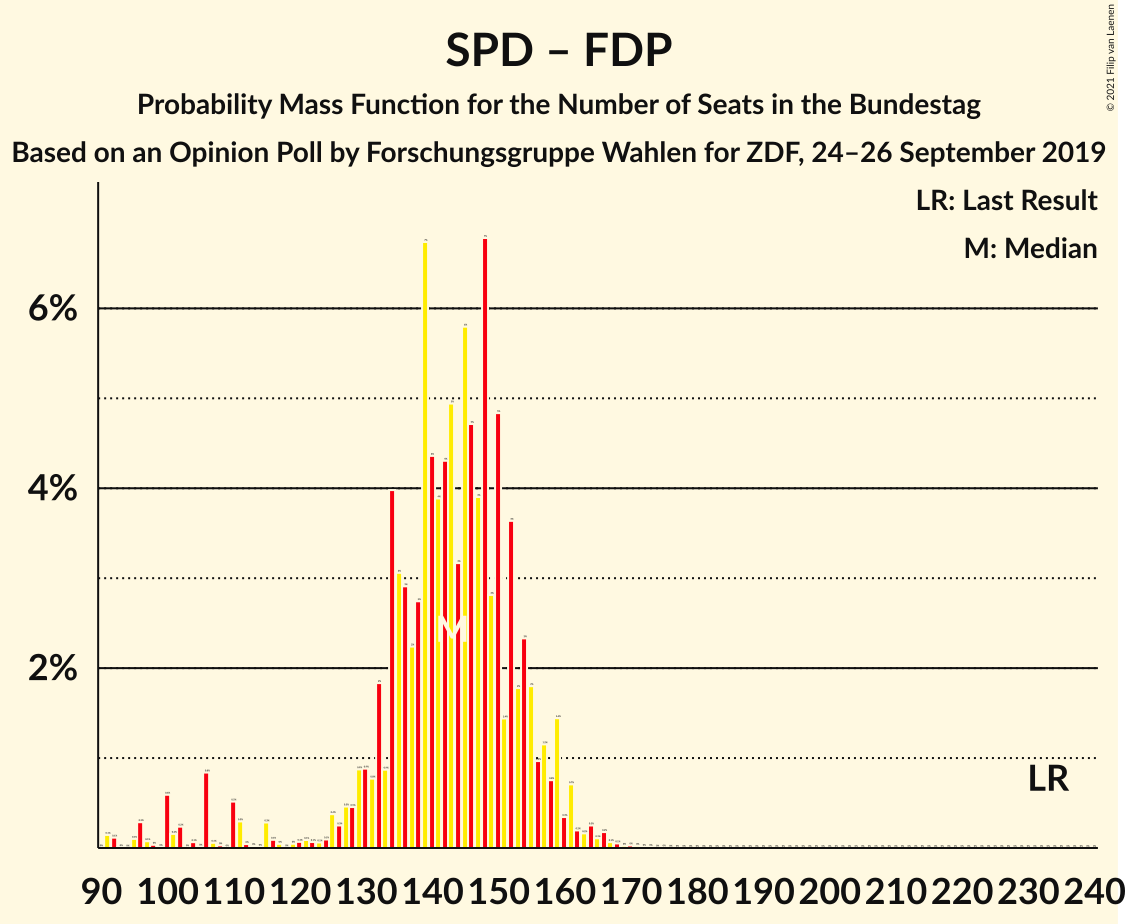 SPD – FDP
Probability Mass Function for the Number of Seats in the Bundestag
Based on an Opinion Poll by Forschungsgruppe Wahlen for ZDF, 24–26 September 2019
© 2021 Filip van Laenen
LR: Last Result
M: Median
6%
4%
2%
M
LR
90 100 110 120 130 140 150 160 170 180 190 200 210 220 230 240